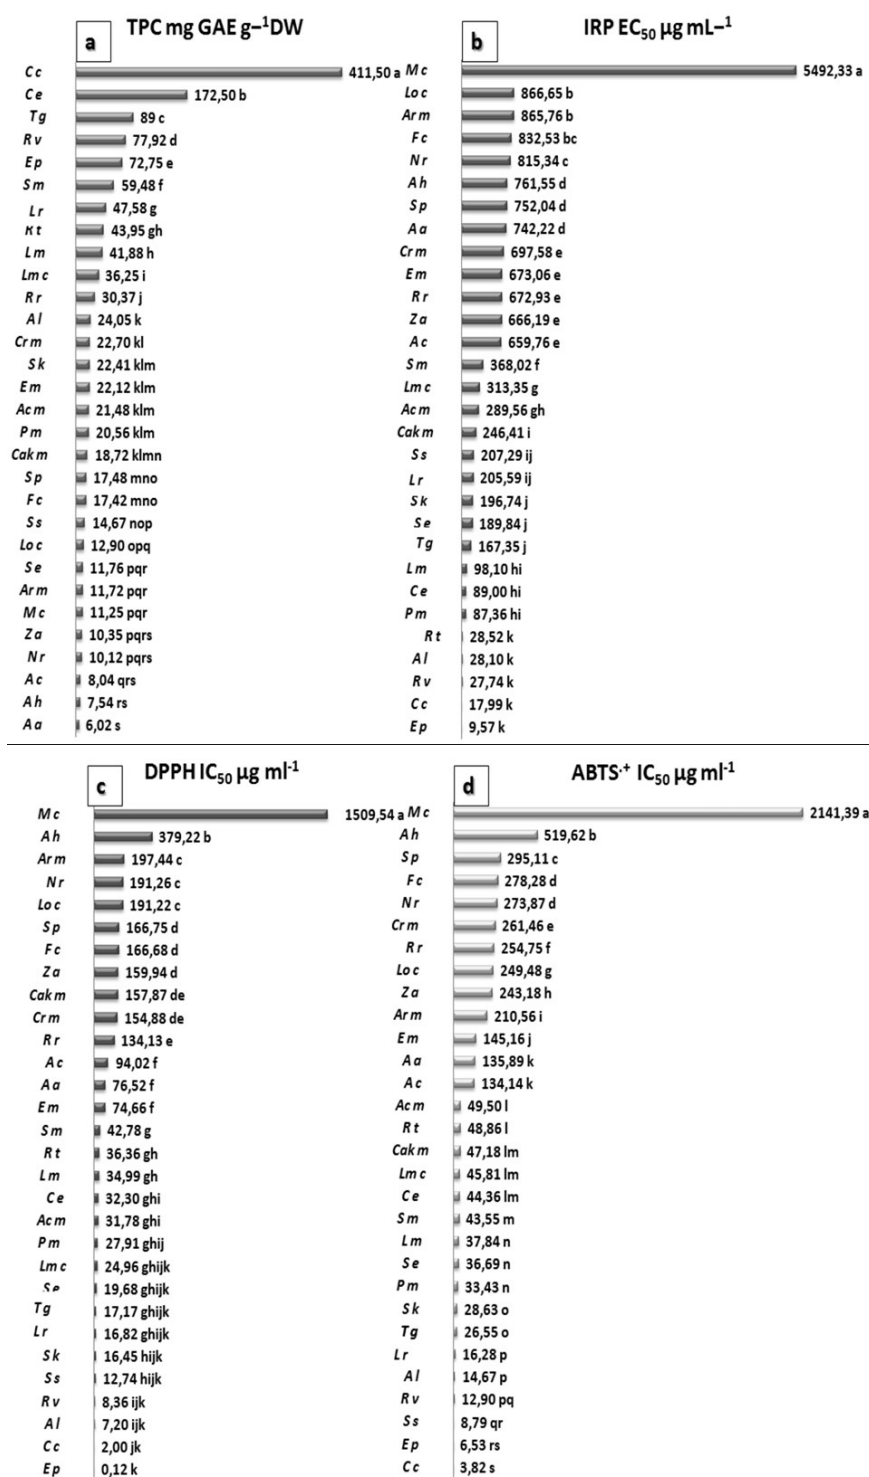 a
TPC mg GAE g–¹DW
Cc 411,50 a
Ce 172,50 b
Tg 89 c
Rv 77,92 d
Ep 72,75 e
Sm 59,48 f
Lr 47,58 g
Rt 43,95 gh
Lm 41,88 h
Lmc 36,25 i
Rr 30,37 j
Al 24,05 k
Crm 22,70 kl
Sk 22,41 klm
Em 22,12 klm
Acm 21,48 klm
Pm 20,56 klm
Cakm 18,72 klmn
Sp 17,48 mno
Fc 17,42 mno
Ss 14,67 nop
Loc 12,90 opq
Se 11,76 pqr
Arm 11,72 pqr
Mc 11,25 pqr
Za 10,35 pqrs
Nr 10,12 pqrs
Ac 8,04 qrs
Ah 7,54 rs
Aa 6,02 s
b
IRP EC₅₀ µg mL–¹
Mc 5492,33 a
Loc 866,65 b
Arm 865,76 b
Fc 832,53 bc
Nr 815,34 c
Ah 761,55 d
Sp 752,04 d
Aa 742,22 d
Crm 697,58 e
Em 673,06 e
Rr 672,93 e
Za 666,19 e
Ac 659,76 e
Sm 368,02 f
Lmc 313,35 g
Acm 289,56 gh
Cakm 246,41 i
Ss 207,29 ij
Lr 205,59 ij
Sk 196,74 j
Se 189,84 j
Tg 167,35 j
Lm 98,10 hi
Ce 89,00 hi
Pm 87,36 hi
Rt 28,52 k
Al 28,10 k
Rv 27,74 k
Cc 17,99 k
Ep 9,57 k
c
DPPH IC₅₀ µg ml⁻¹
Mc 1509,54 a
Ah 379,22 b
Arm 197,44 c
Nr 191,26 c
Loc 191,22 c
Sp 166,75 d
Fc 166,68 d
Za 159,94 d
Cakm 157,87 de
Crm 154,88 de
Rr 134,13 e
Ac 94,02 f
Aa 76,52 f
Em 74,66 f
Sm 42,78 g
Rt 36,36 gh
Lm 34,99 gh
Ce 32,30 ghi
Acm 31,78 ghi
Pm 27,91 ghij
Lmc 24,96 ghijk
Se 19,68 ghijk
Tg 17,17 ghijk
Lr 16,82 ghijk
Sk 16,45 hijk
Ss 12,74 hijk
Rv 8,36 ijk
Al 7,20 ijk
Cc 2,00 jk
Ep 0,12 k
d
ABTS·⁺ IC₅₀ µg ml⁻¹
Mc 2141,39 a
Ah 519,62 b
Sp 295,11 c
Fc 278,28 d
Nr 273,87 d
Crm 261,46 e
Rr 254,75 f
Loc 249,48 g
Za 243,18 h
Arm 210,56 i
Em 145,16 j
Aa 135,89 k
Ac 134,14 k
Acm 49,50 l
Rt 48,86 l
Cakm 47,18 lm
Lmc 45,81 lm
Ce 44,36 lm
Sm 43,55 m
Lm 37,84 n
Se 36,69 n
Pm 33,43 n
Sk 28,63 o
Tg 26,55 o
Lr 16,28 p
Al 14,67 p
Rv 12,90 pq
Ss 8,79 qr
Ep 6,53 rs
Cc 3,82 s